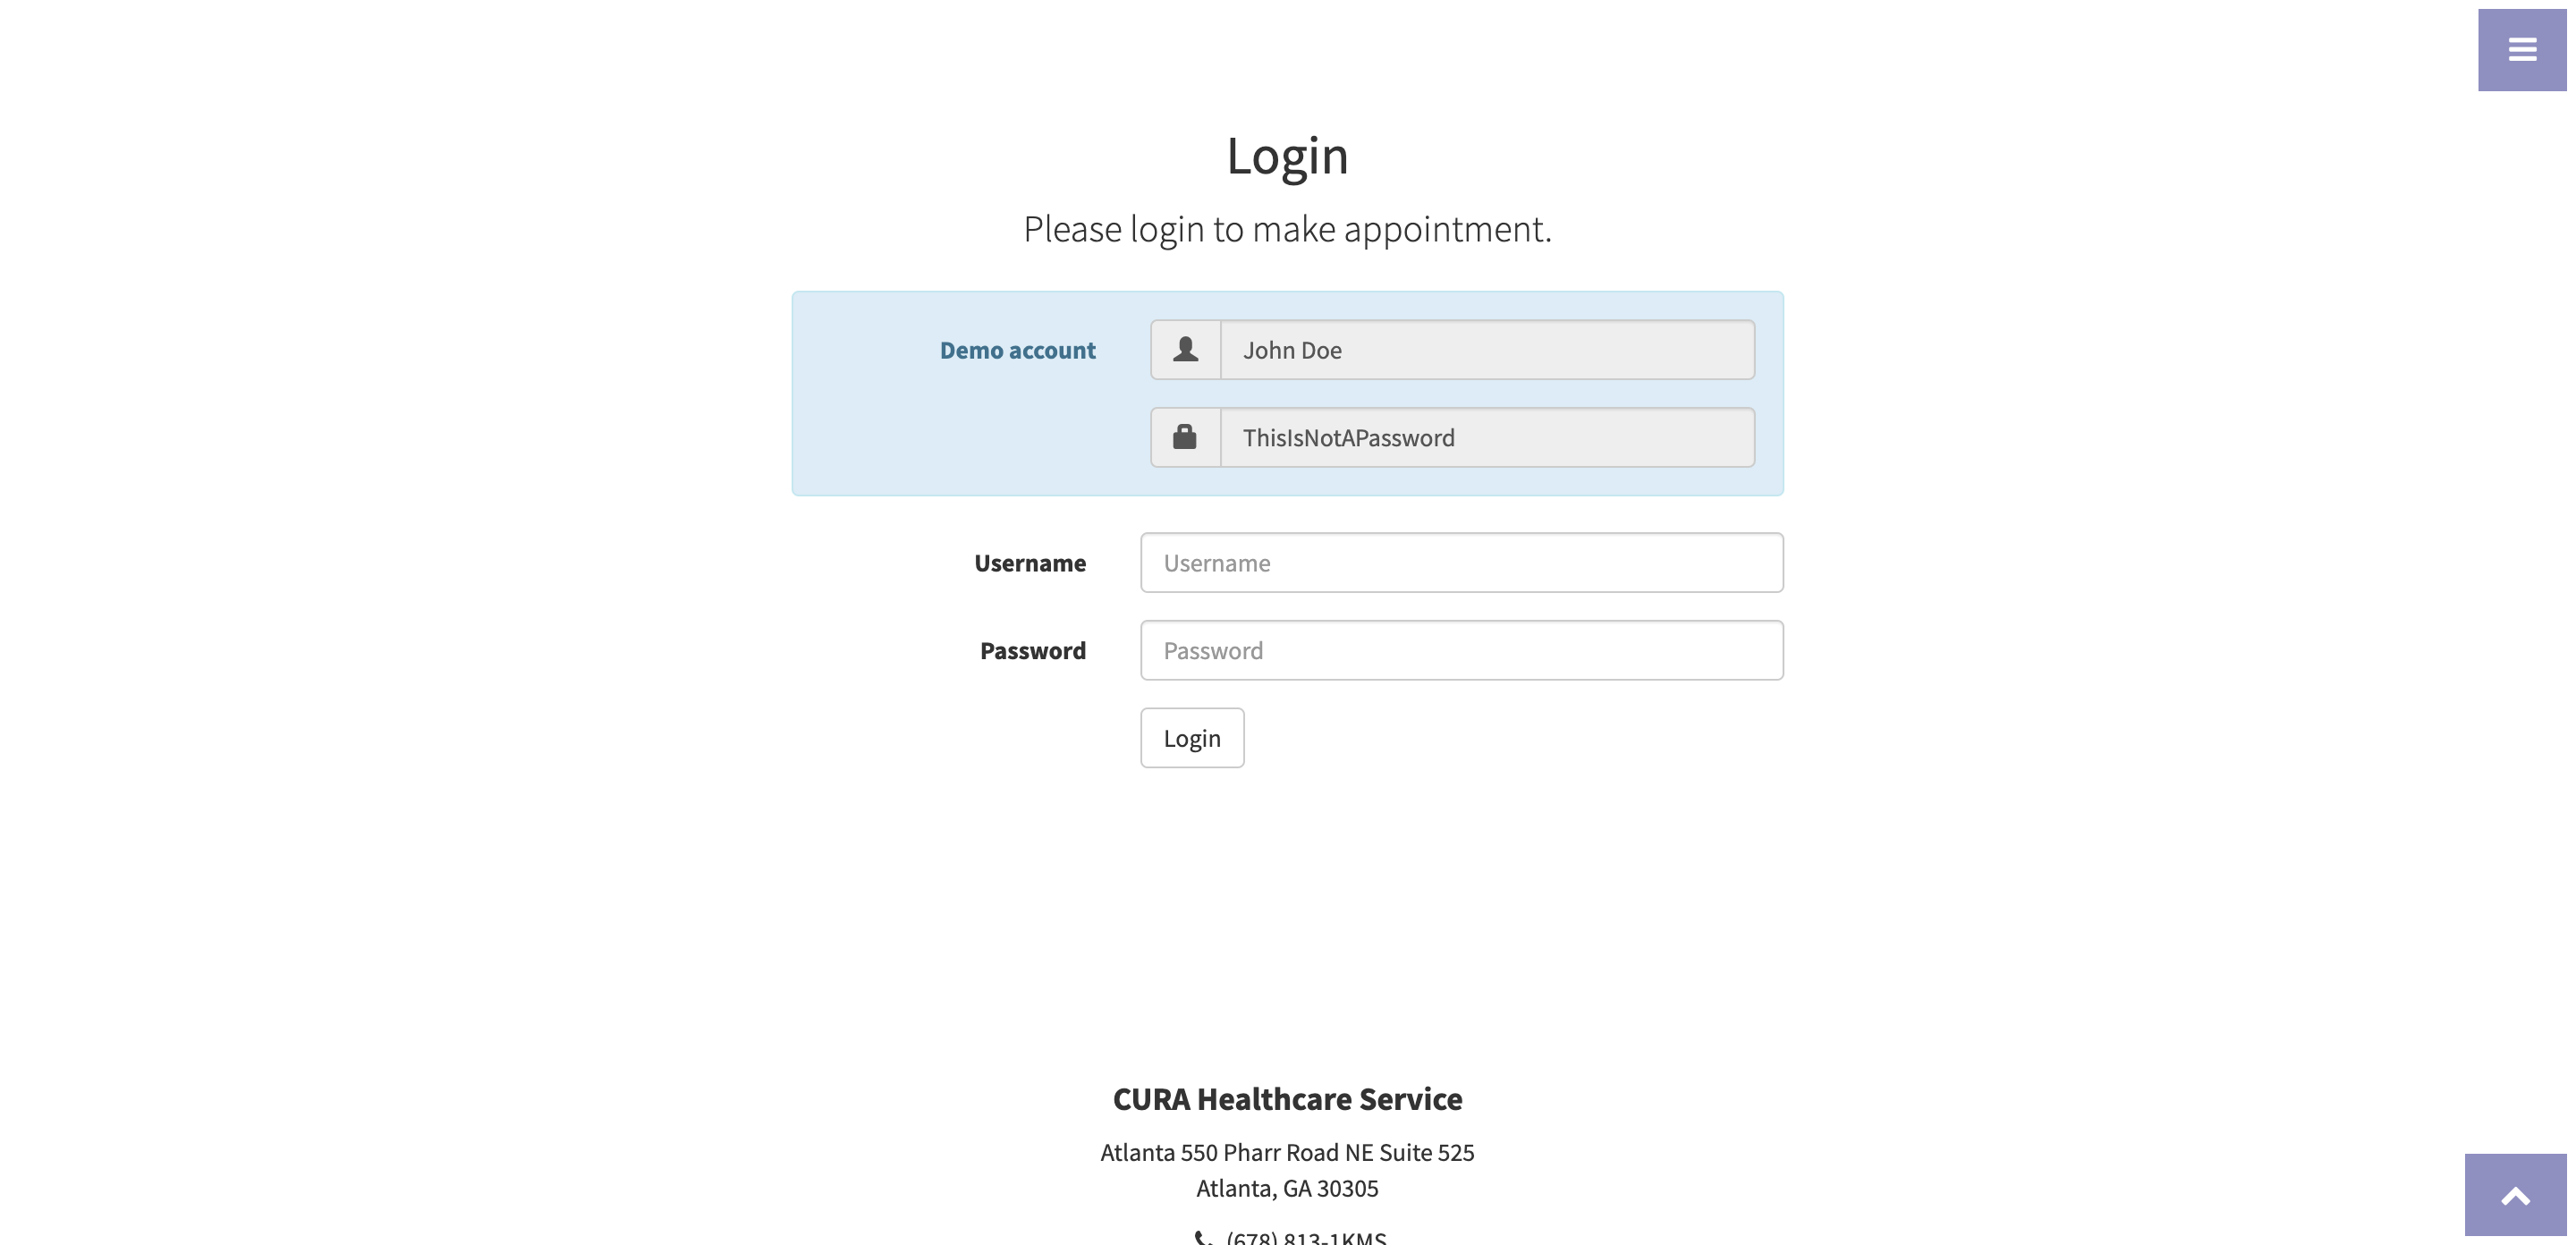 Login
Please login to make appointment.
Demo account
John Doe
ThisIsNotAPassword
Username
Username
Password
Password
Login
CURA Healthcare Service
Atlanta 550 Pharr Road NE Suite 525
Atlanta, GA 30305
(678) 813-1KMS